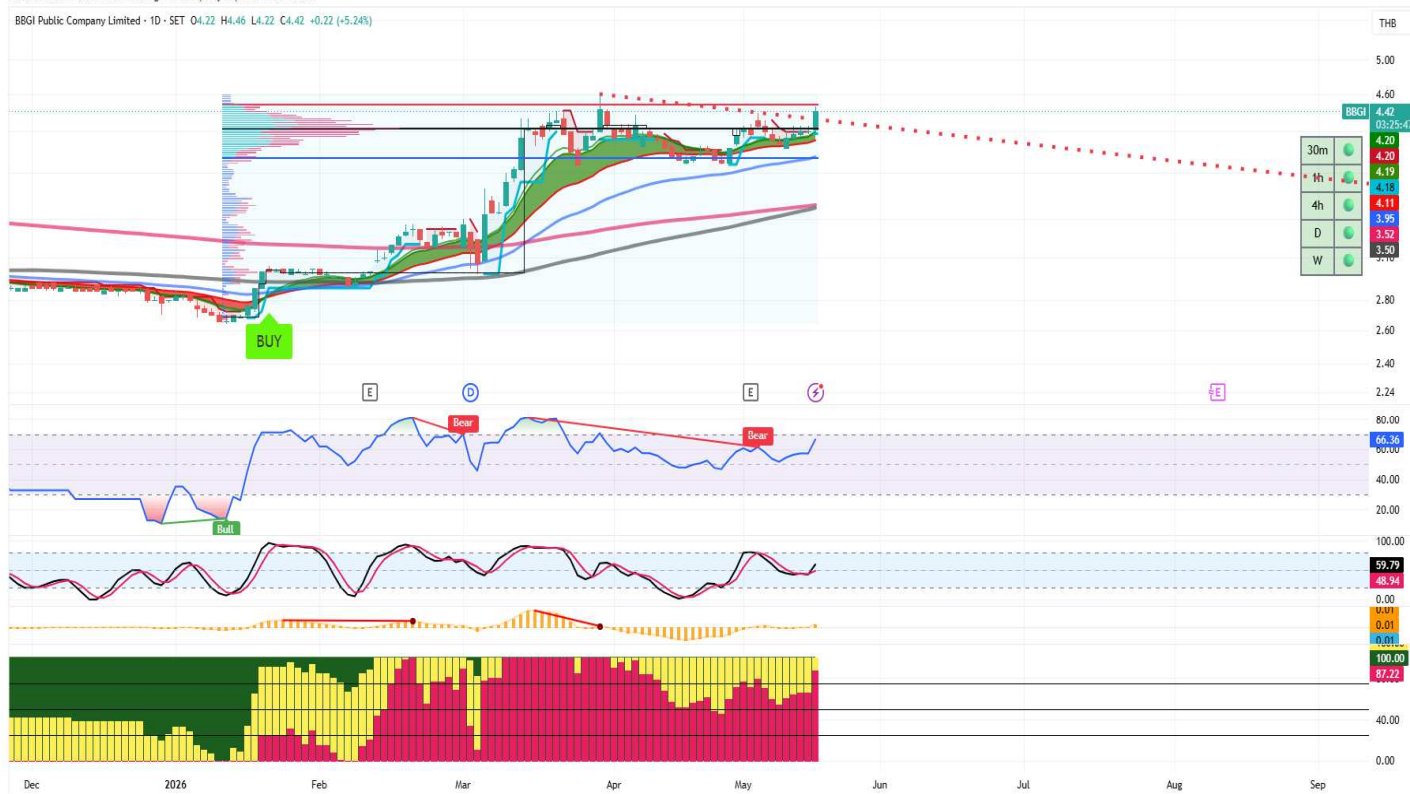 BBGI Public Company Limited · 1D · SET O4.22 H4.46 L4.22 C4.42 +0.22 (+5.24%)
THB
5.00
4.60
BBGI 4.42
4.20
4.20
4.19
4.18
4.11
3.95
3.52
3.50
2.80
2.60
2.40
2.24
30m
1h
4h
D
W
BUY
E
D
E
E
Bear
Bear
Bull
80.00
66.36
60.00
40.00
20.00
100.00
59.79
48.94
0.00
0.01
0.01
0.01
100.00
87.22
40.00
0.00
Dec
2026
Feb
Mar
Apr
May
Jun
Jul
Aug
Sep